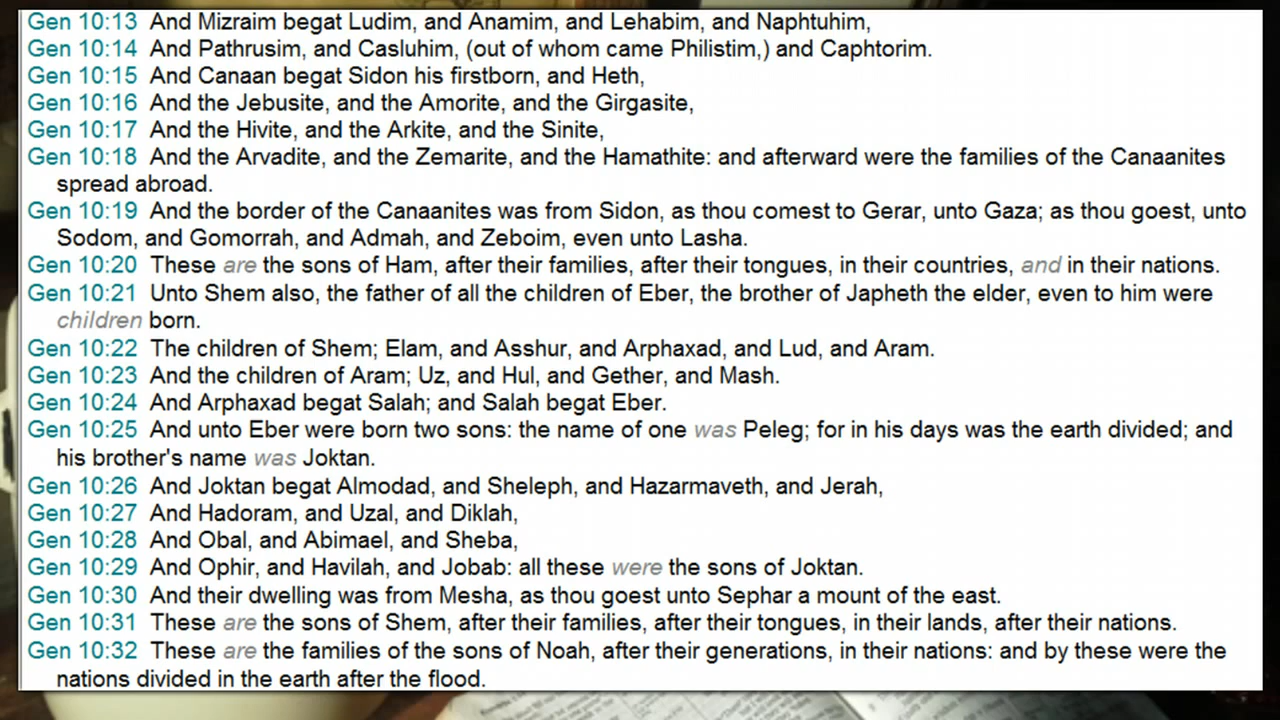 Gen 10:13 And Mizraim begat Ludim, and Anamim, and Lehabim, and Naphtuhim,
Gen 10:14 And Pathrusim, and Casluhim, (out of whom came Philistim,) and Caphtorim.
Gen 10:15 And Canaan begat Sidon his firstborn, and Heth,
Gen 10:16 And the Jebusite, and the Amorite, and the Girgasite,
Gen 10:17 And the Hivite, and the Arkite, and the Sinite,
Gen 10:18 And the Arvadite, and the Zemarite, and the Hamathite: and afterward were the families of the Canaanites
spread abroad.
Gen 10:19 And the border of the Canaanites was from Sidon, as thou comest to Gerar, unto Gaza; as thou goest, unto
Sodom, and Gomorrah, and Admah, and Zeboim, even unto Lasha.
Gen 10:20 These are the sons of Ham, after their families, after their tongues, in their countries, and in their nations.
Gen 10:21 Unto Shem also, the father of all the children of Eber, the brother of Japheth the elder, even to him were
children born.
Gen 10:22 The children of Shem; Elam, and Asshur, and Arphaxad, and Lud, and Aram.
Gen 10:23 And the children of Aram; Uz, and Hul, and Gether, and Mash.
Gen 10:24 And Arphaxad begat Salah; and Salah begat Eber.
Gen 10:25 And unto Eber were born two sons: the name of one was Peleg; for in his days was the earth divided; and
his brother's name was Joktan.
Gen 10:26 And Joktan begat Almodad, and Sheleph, and Hazarmaveth, and Jerah,
Gen 10:27 And Hadoram, and Uzal, and Diklah,
Gen 10:28 And Obal, and Abimael, and Sheba,
Gen 10:29 And Ophir, and Havilah, and Jobab: all these were the sons of Joktan.
Gen 10:30 And their dwelling was from Mesha, as thou goest unto Sephar a mount of the east.
Gen 10:31 These are the sons of Shem, after their families, after their tongues, in their lands, after their nations.
Gen 10:32 These are the families of the sons of Noah, after their generations, in their nations: and by these were the
nations divided in the earth after the flood.